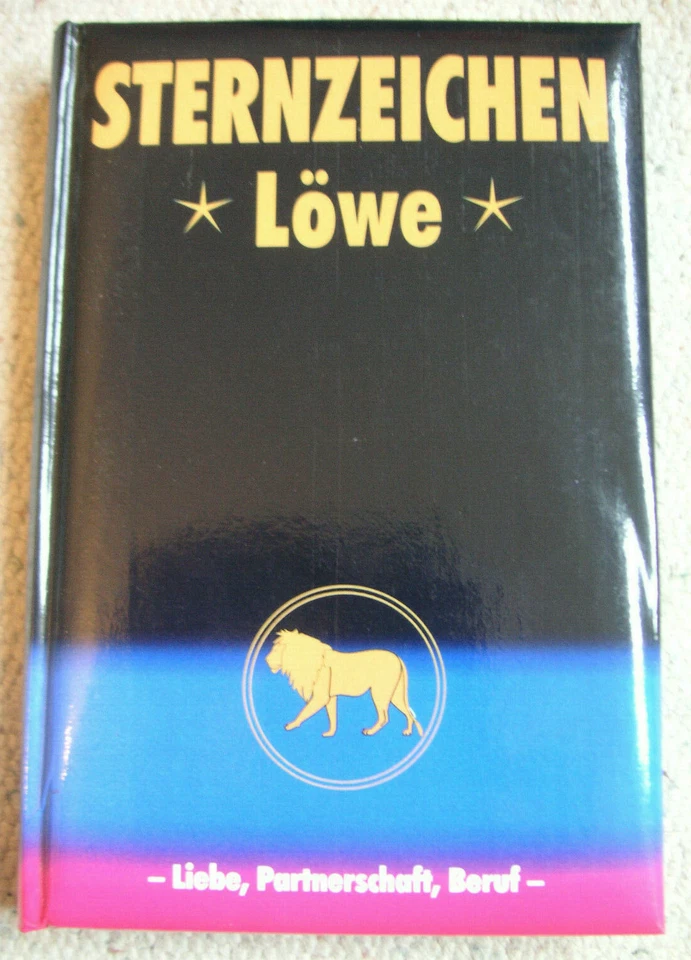 STERNZEICHEN
Löwe
– Liebe, Partnerschaft, Beruf –